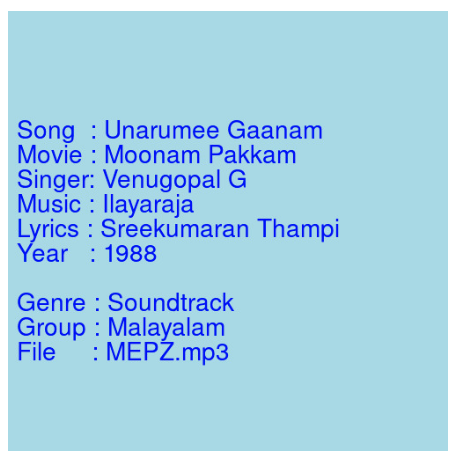 Song : Unarumee Gaanam
Movie : Moonam Pakkam
Singer: Venugopal G
Music : Ilayaraja
Lyrics : Sreekumaran Thampi
Year : 1988
Genre : Soundtrack
Group : Malayalam
File : MEPZ.mp3